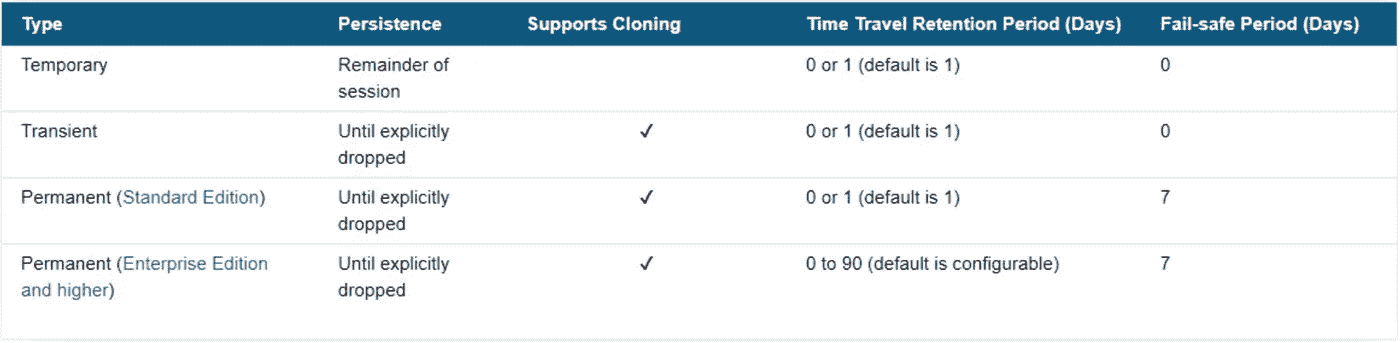 Type Persistence Supports Cloning Time Travel Retention Period (Days) Fail-safe Period (Days)
Temporary Remainder of 0 or 1 (default is 1) 0
session
Transient Until explicitly ✓ 0 or 1 (default is 1) 0
dropped
Permanent (Standard Edition) Until explicitly ✓ 0 or 1 (default is 1) 7
dropped
Permanent (Enterprise Edition Until explicitly ✓ 0 to 90 (default is configurable) 7
and higher) dropped